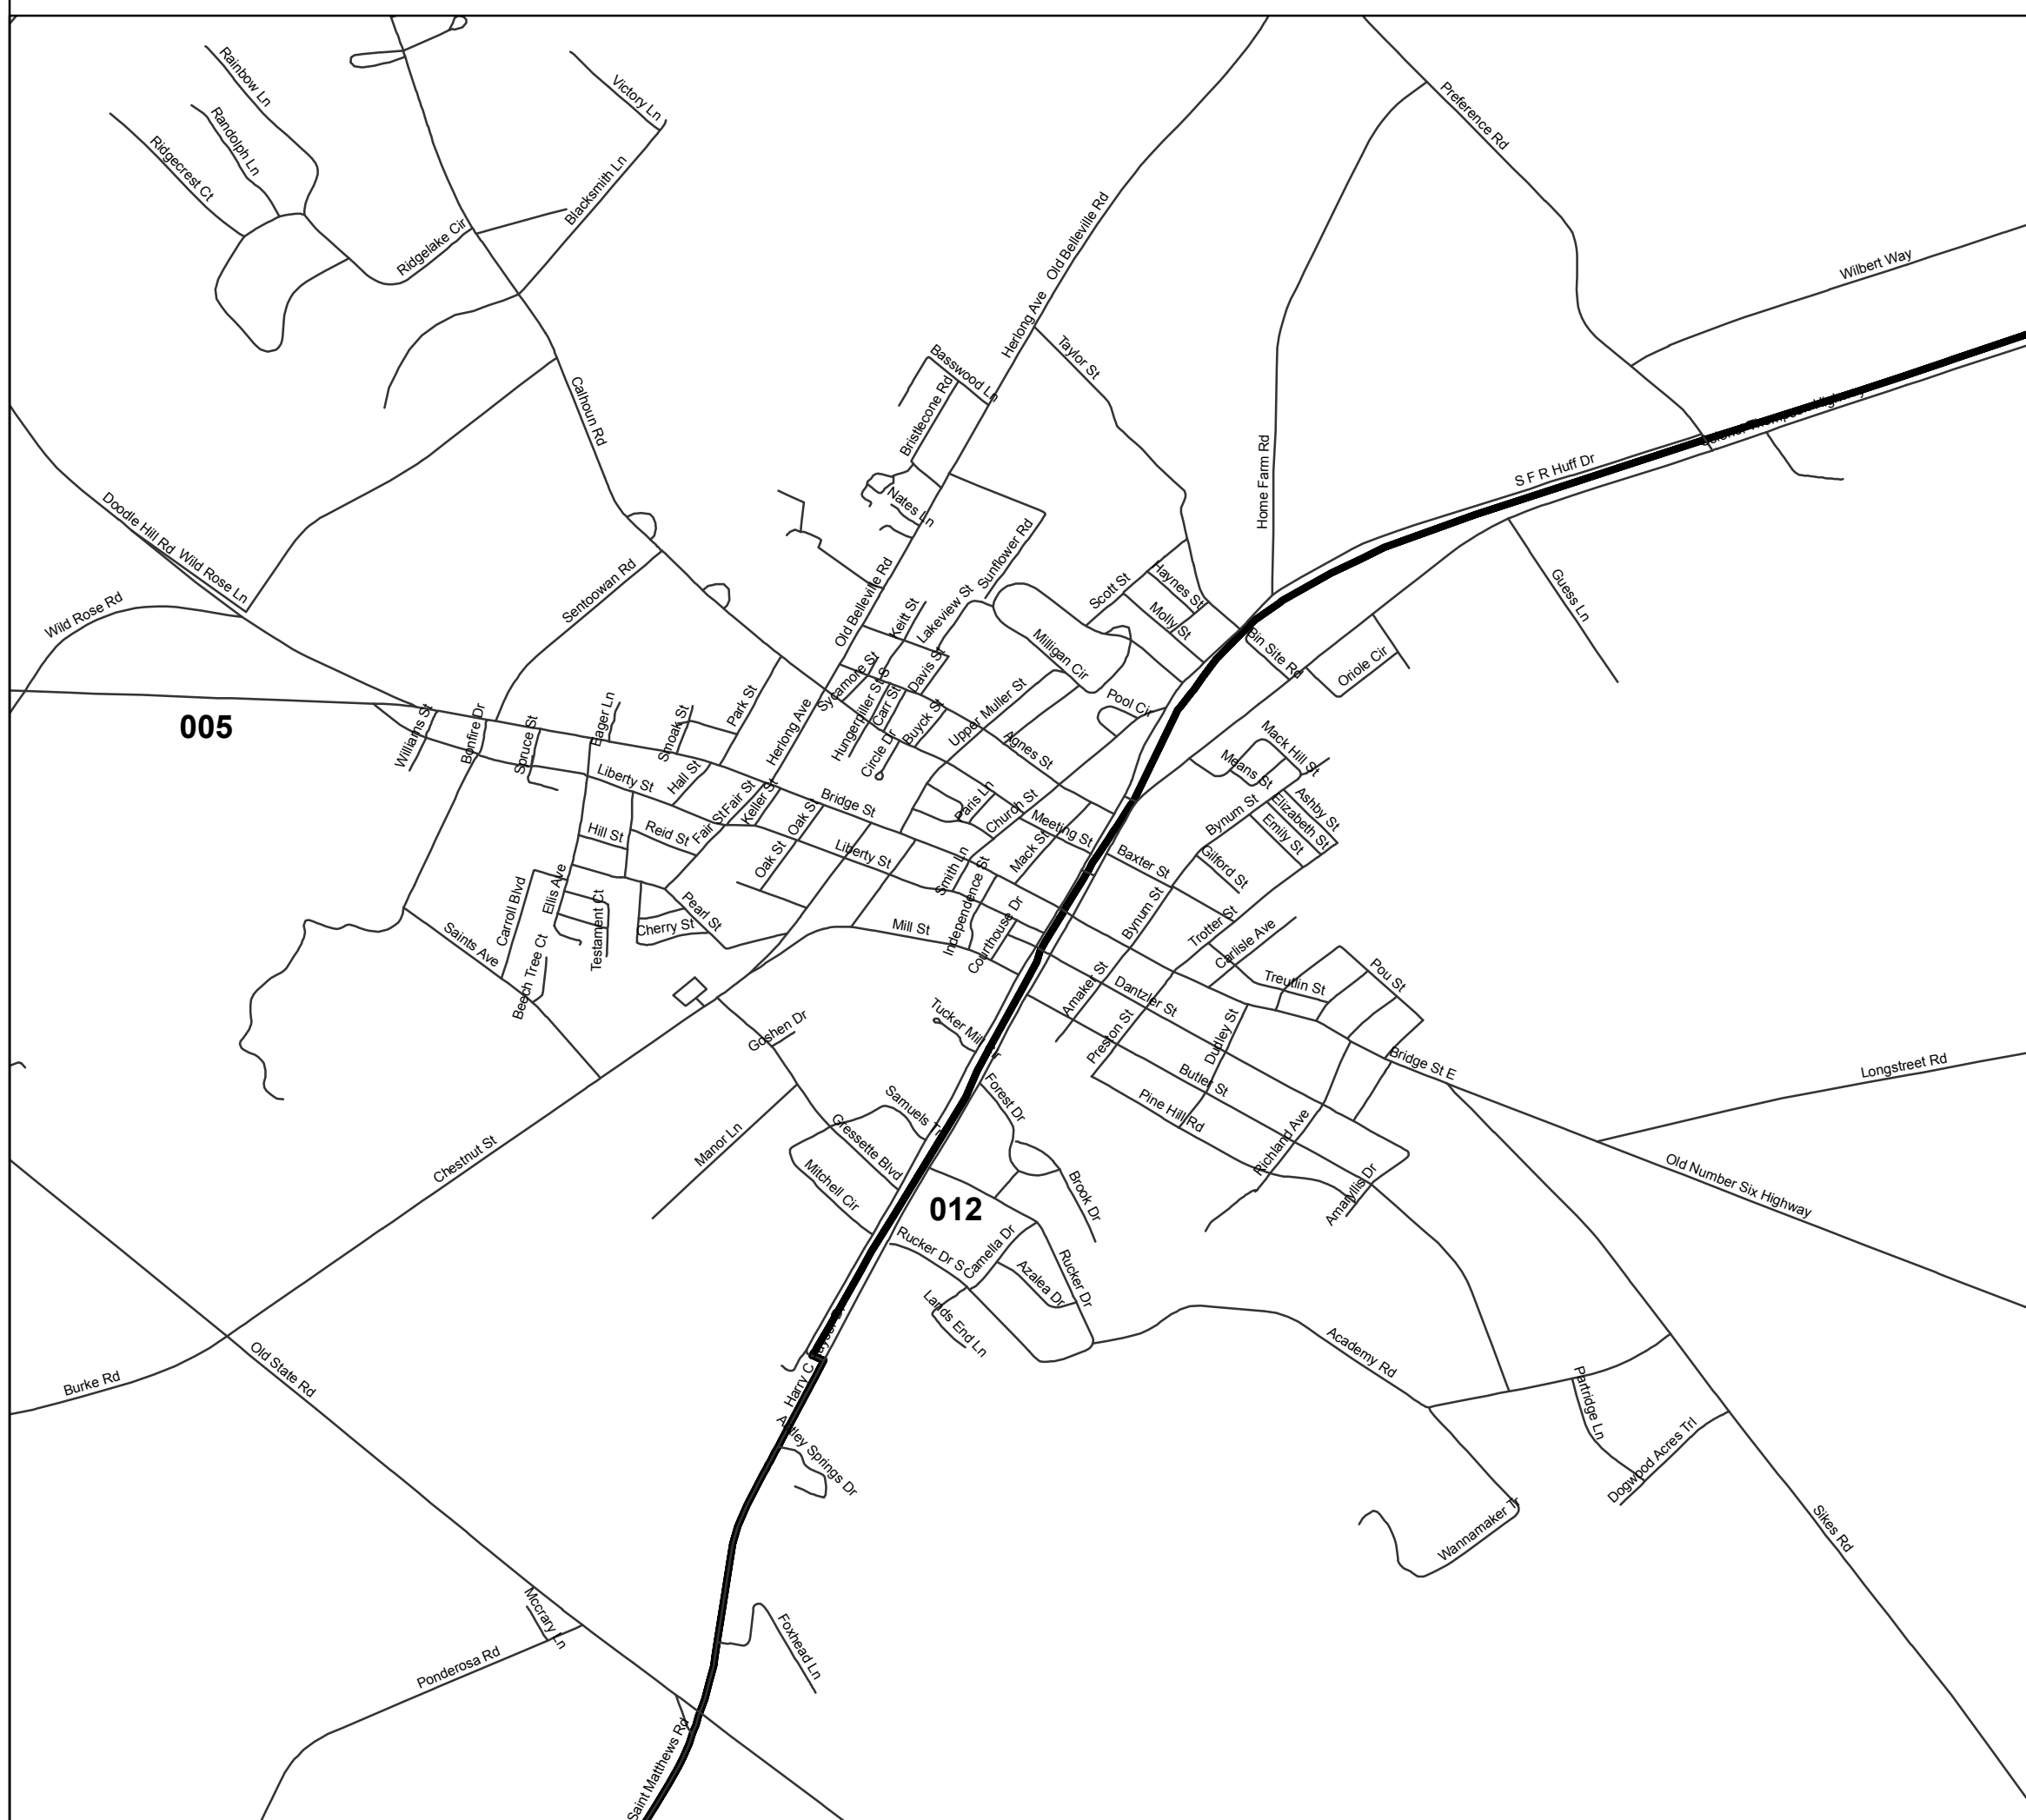 Rainbow Ln
Victory Ln
Randolph Ln
Preference Rd
Ridgecrest Ct
Blacksmith Ln
Ridgelake Cir
Old Belleville Rd
Wilbert Way
Herlong Ave
Taylor St
Basswood Ln
Calhoun Rd
Bristlecone Rd
Home Farm Rd
S F R Huff Dr
Nates Ln
Doodle Hill Rd
Wild Rose Ln
Sunflower Rd
Sentoowan Rd
Wild Rose Rd
Old Belleville Rd
Keitt St
Lakeview St
Scott St
Haynes St
Molly St
Guess Ln
Milligan Cir
Bin Site Rd
Oriole Cir
Sycamore St
Davis St
Hungerpiller St S
Carr St
Buyck St
Circle Dr
Upper Muller St
Pool Cir
Agnes St
005
Williams St
Bonfire Dr
Spruce St
Eager Ln
Smoak St
Park St
Herlong Ave
Mack Hill St
Means St
Liberty St
Hall St
Fair St
Keller St
Bridge St
Oak St
Paris Ln
Church St
Meeting St
Mack St
Bynum St
Ashby St
Elizabeth St
Emily St
Hill St
Reid St
Fair St
Oak St
Liberty St
Smith Ln
Independence St
Baxter St
Gilford St
Carroll Blvd
Ellis Ave
Testament Ct
Pearl St
Cherry St
Mill St
Courthouse Dr
Bynum St
Trotter St
Carlisle Ave
Saints Ave
Beech Tree Ct
Amaker St
Dantzler St
Treutlin St
Pou St
Goshen Dr
Preston St
Dudley St
Bridge St E
Longstreet Rd
Forest Dr
Butler St
Pine Hill Rd
Samuels
Gressette Blvd
Manor Ln
Chestnut St
Mitchell Cir
Richland Ave
Amaryllis Dr
Old Number Six Highway
012
Brook Dr
Rucker Dr S
Camella Dr
Azalea Dr
Rucker Dr
Lands End Ln
Academy Rd
Old State Rd
Burke Rd
Harry C
Partridge Ln
Dogwood Acres Trl
Wannamaker Tr
Sikes Rd
Mccrary Ln
Ponderosa Rd
Foxhead Ln
Saint Matthews Rd